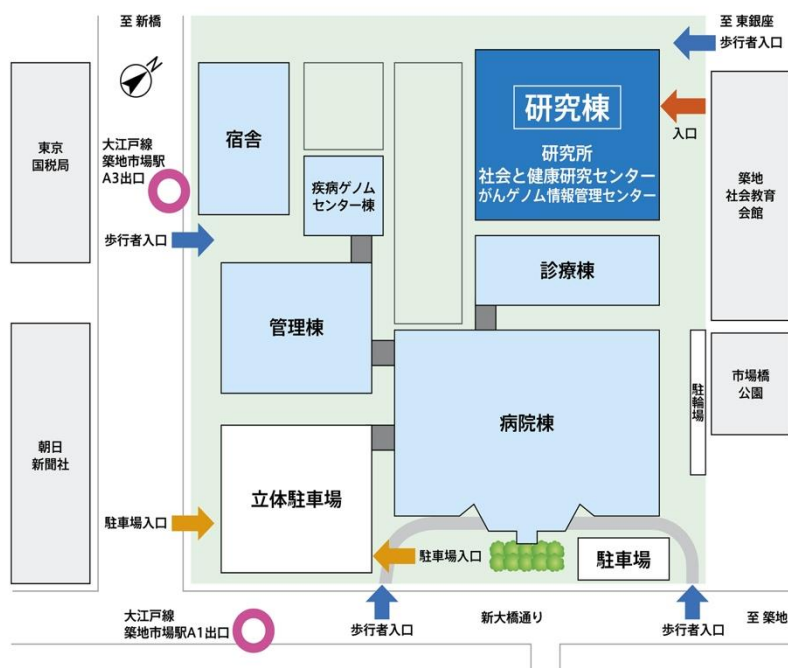 至 新橋
至 東銀座
歩行者入口
N
研究棟
入口
研究所
社会と健康研究センター
がんゲノム情報管理センター
東京
国税局
大江戸線
築地市場駅
A3出口
宿舎
疾病ゲノム
センター棟
築地
社会教育
会館
歩行者入口
診療棟
管理棟
駐輪場
市場橋
公園
病院棟
朝日
新聞社
立体駐車場
駐車場入口
駐車場入口
駐車場
大江戸線
築地市場駅A1出口
歩行者入口
新大橋通り
歩行者入口
至 築地